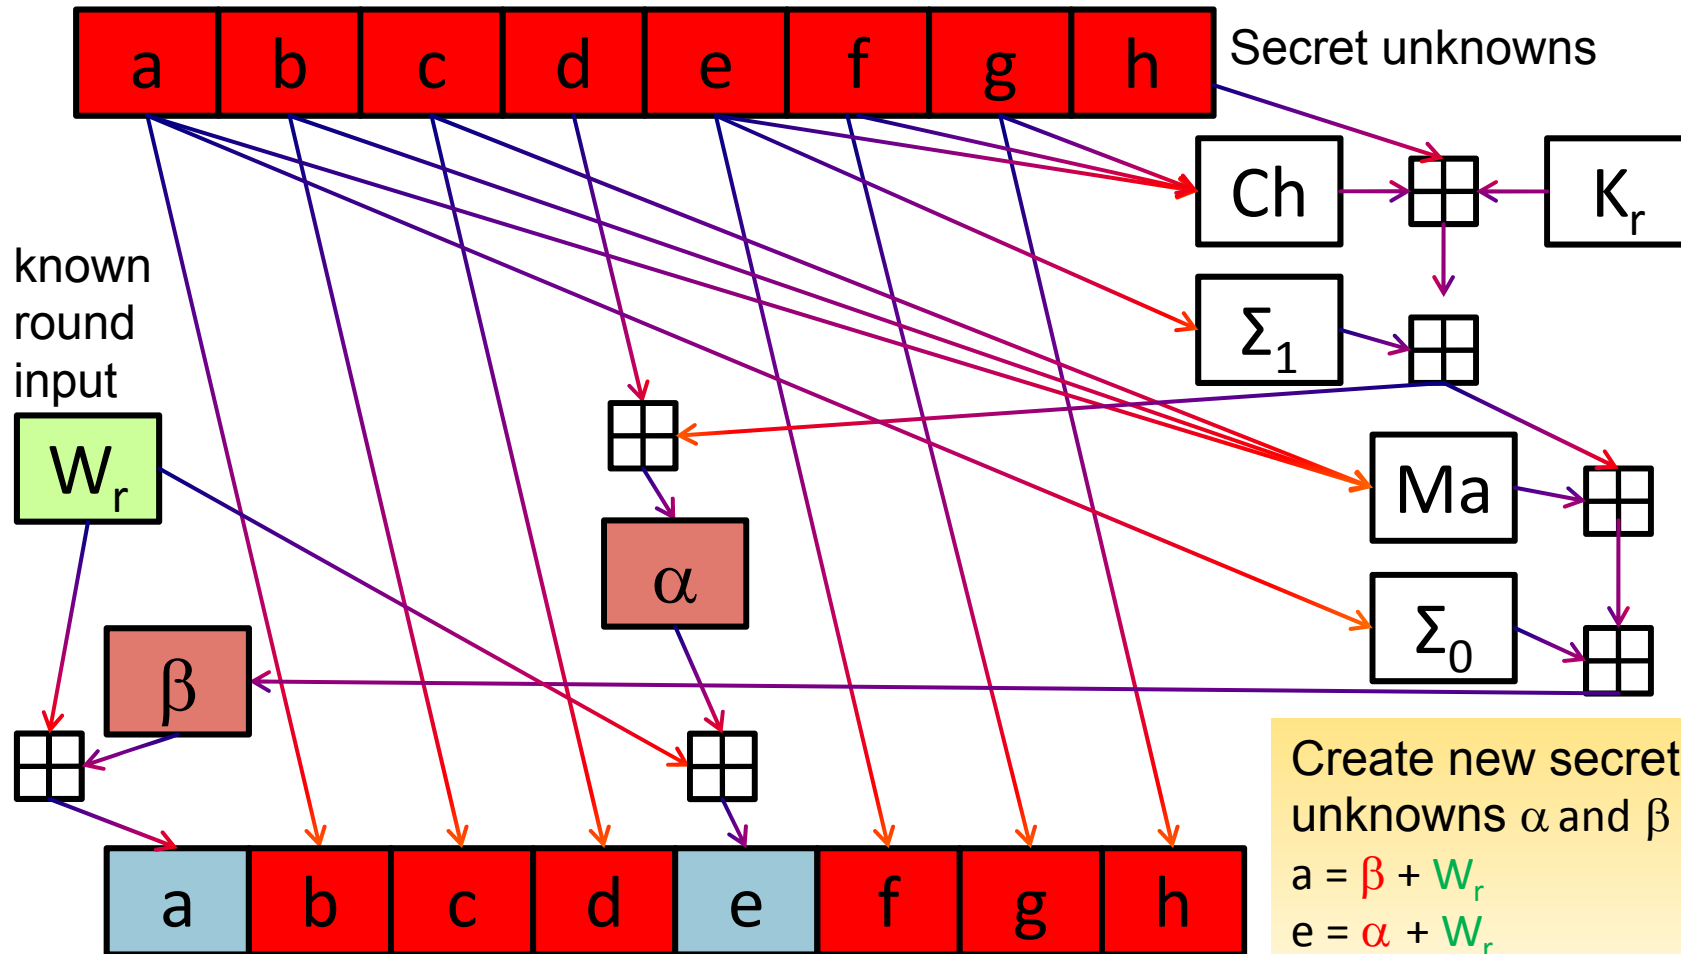 a b c d e f g h
Secret unknowns
Ch
Kr
known
round
input
Σ1
Wr
Ma
α
Σ0
β
Create new secret
unknowns α and β
a = β + Wr
e = α + Wr
a b c d e f g h